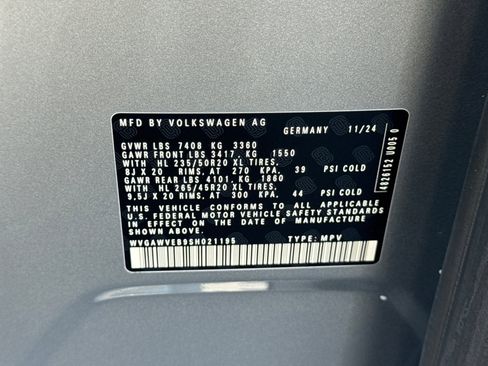 MFD BY VOLKSWAGEN AG
GERMANY 11/24
GVWR LBS 7408 KG 3360
GAWR FRONT LBS 3417, KG 1550
WITH HL 235/50R20 XL TIRES,
8J X 20 RIMS, AT 270 KPA, 39 PSI COLD
GAWR REAR LBS 4101, KG 1860
WITH HL 265/45R20 XL TIRES,
9,5J X 20 RIMS, AT 300 KPA, 44 PSI COLD
THIS VEHICLE CONFORMS TO ALL APPLICABLE
U.S. FEDERAL MOTOR VEHICLE SAFETY STANDARDS
IN EFFECT ON THE DATE OF MANUFACTURE
SHOWN ABOVE.
WVGAWVEB9SH021195 TYPE: MPV
4826152 U005 0